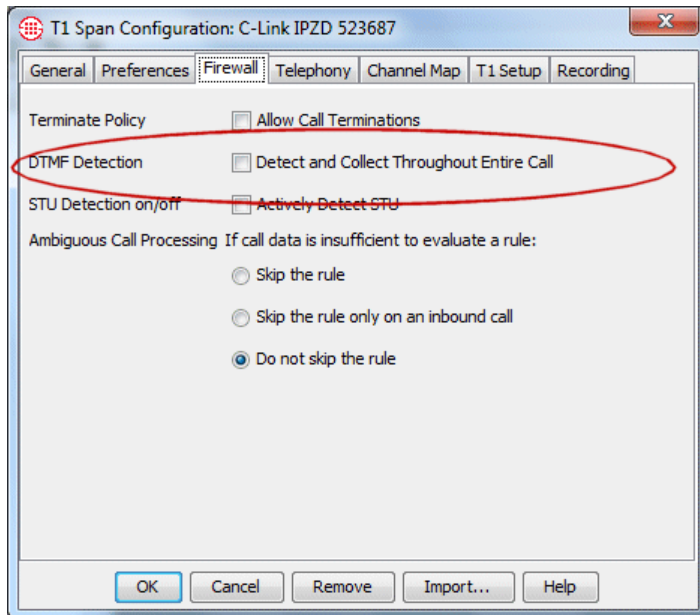 T1 Span Configuration: C-Link IPZD 523687
X
General Preferences Firewall Telephony Channel Map T1 Setup Recording
Terminate Policy Allow Call Terminations
DTMF Detection Detect and Collect Throughout Entire Call
STU Detection on/off Actively Detect STU
Ambiguous Call Processing If call data is insufficient to evaluate a rule:
Skip the rule
Skip the rule only on an inbound call
Do not skip the rule
OK Cancel Remove Import... Help